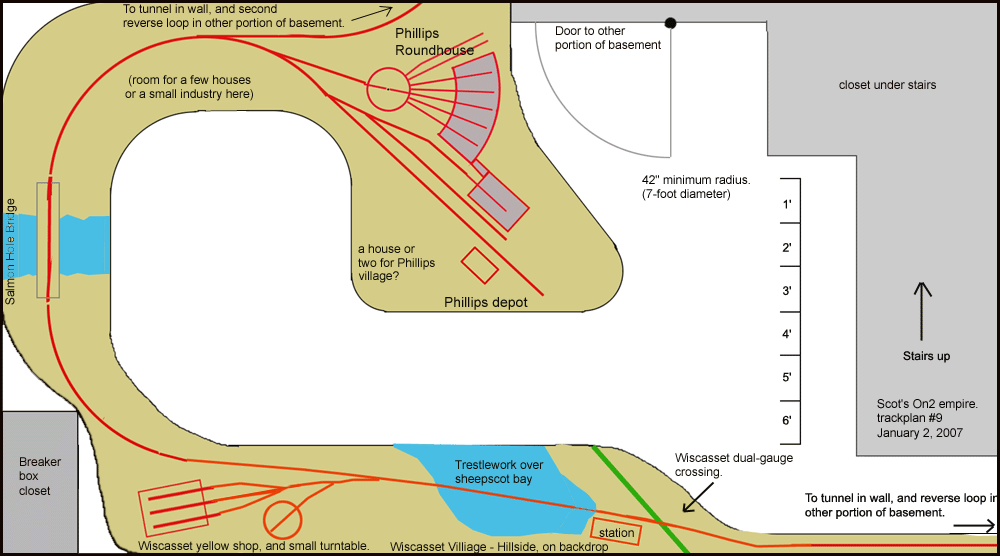 To tunnel in wall, and second
reverse loop in other portion of basement.
Phillips
Roundhouse
Door to other
portion of basement
closet under stairs
(room for a few houses
or a small industry here)
42" minimum radius.
(7-foot diameter)
1'
2'
3'
4'
5'
6'
Salmon Hole Bridge
a house or
two for Phillips
village?
Phillips depot
Stairs up
Scot's On2 empire.
trackplan #9
January 2, 2007
Breaker
box
closet
Trestlework over
sheepscot bay
Wiscasset dual-gauge
crossing.
To tunnel in wall, and reverse loop in
other portion of basement.
station
Wiscasset yellow shop, and small turntable.
Wiscasset Villiage - Hillside, on backdrop